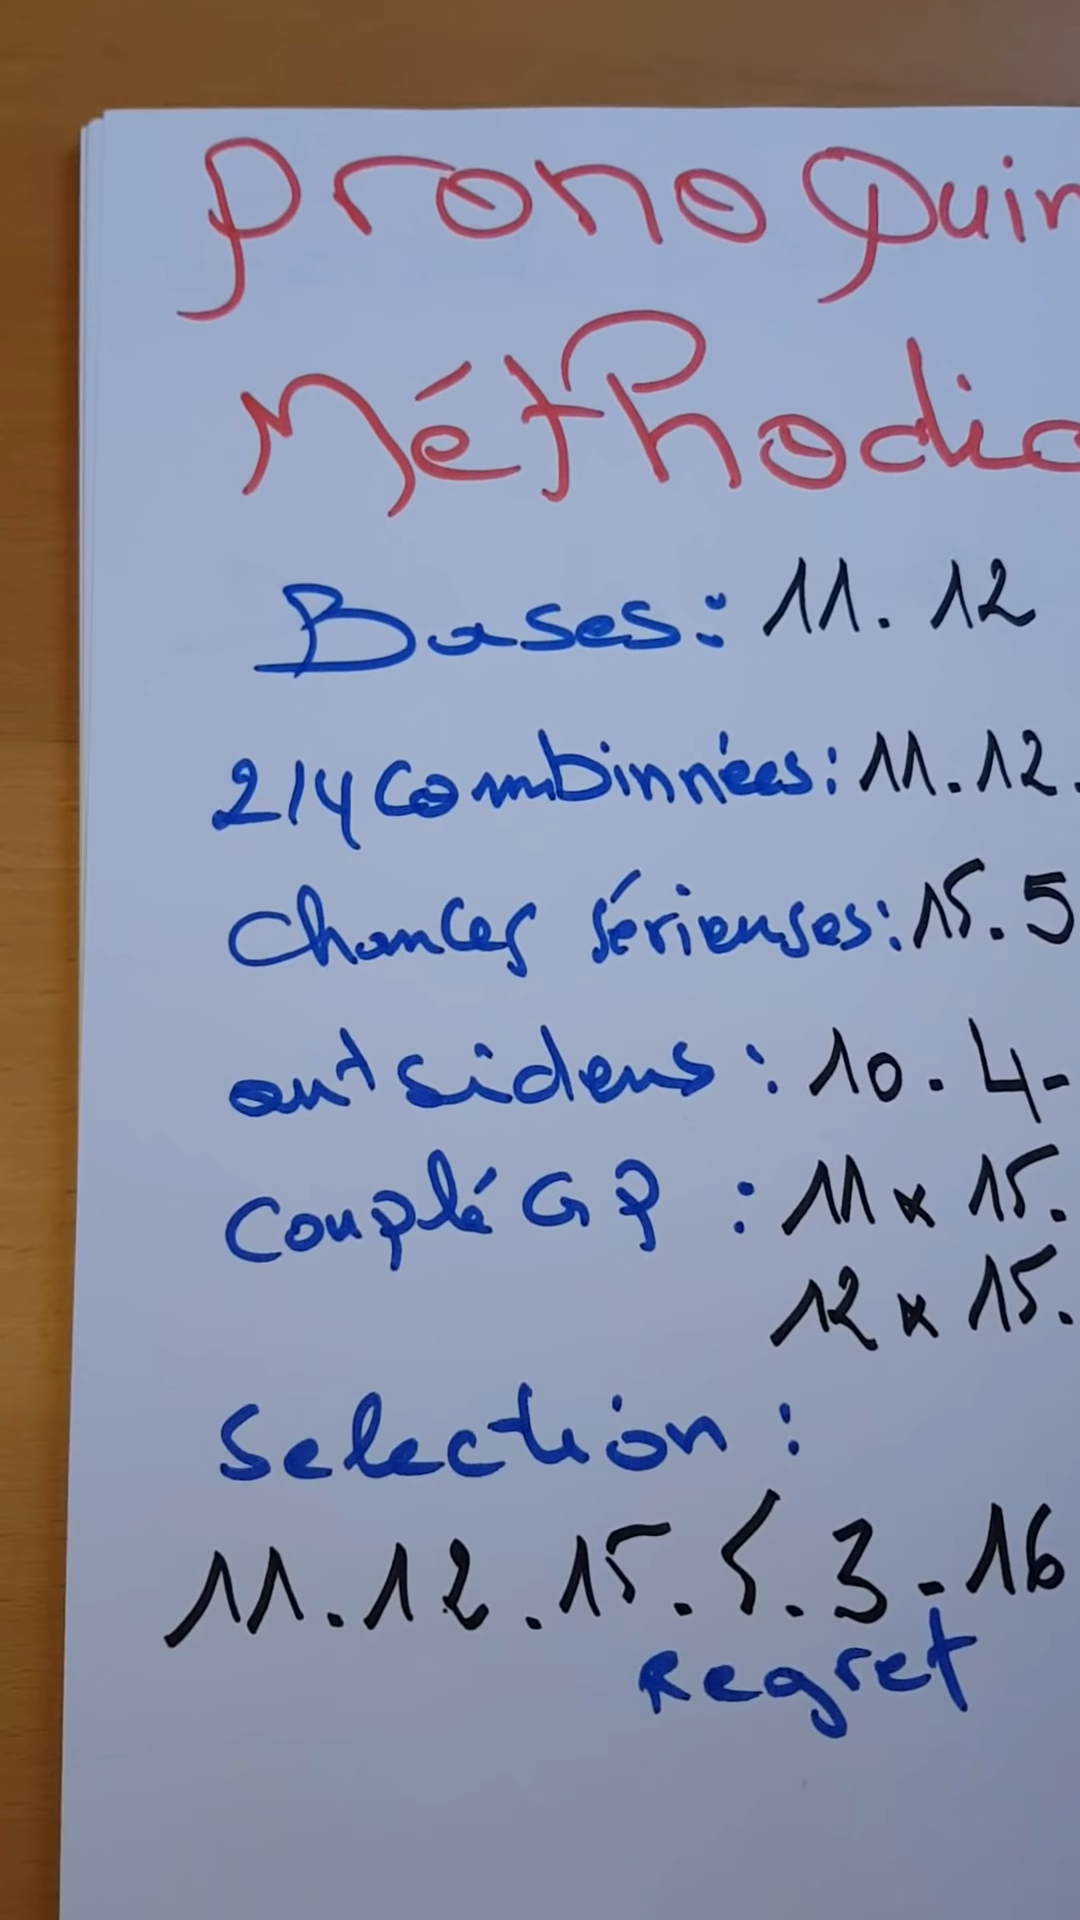 Prono Quin
Méthodic
Bases: 11. 12
2/4 Combinnées: 11. 12.
Chances sérieuses: 15. 5
outsiders: 10. 4-
Couplé G P : 11 x 15.
12 x 15.
Selection :
11. 12. 15. 5. 3 - 16
Regret